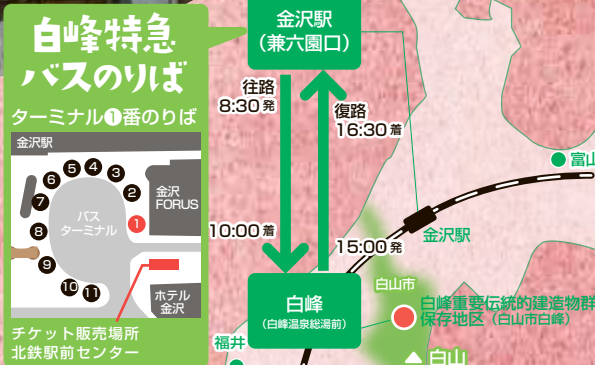 白峰特急
バスのりば
ターミナル❶番のりば
金沢駅
5
4
3
6
2
7
1
8
9
10
11
バス
ターミナル
金沢
FORUS
ホテル
金沢
チケット販売場所
北鉄駅前センター
金沢駅
（兼六園口）
往路
8:30発
復路
16:30着
10:00着
15:00発
白峰
（白峰温泉総湯前）
富山
金沢駅
白山市
白峰重要伝統的建造物群
保存地区（白山市白峰）
福井
白山